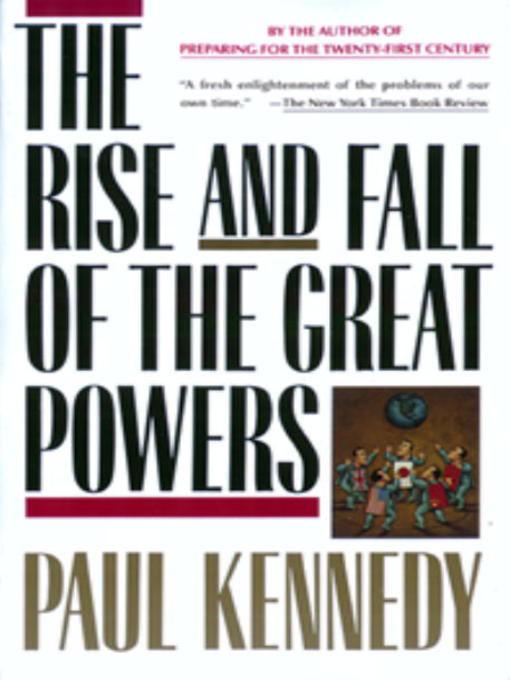 THE
BY THE AUTHOR OF
PREPARING FOR THE TWENTY-FIRST CENTURY
"A fresh enlightenment of the problems of our
own time." —The New York Times Book Review
RISE AND FALL
OF THE GREAT
POWERS
PAUL KENNEDY